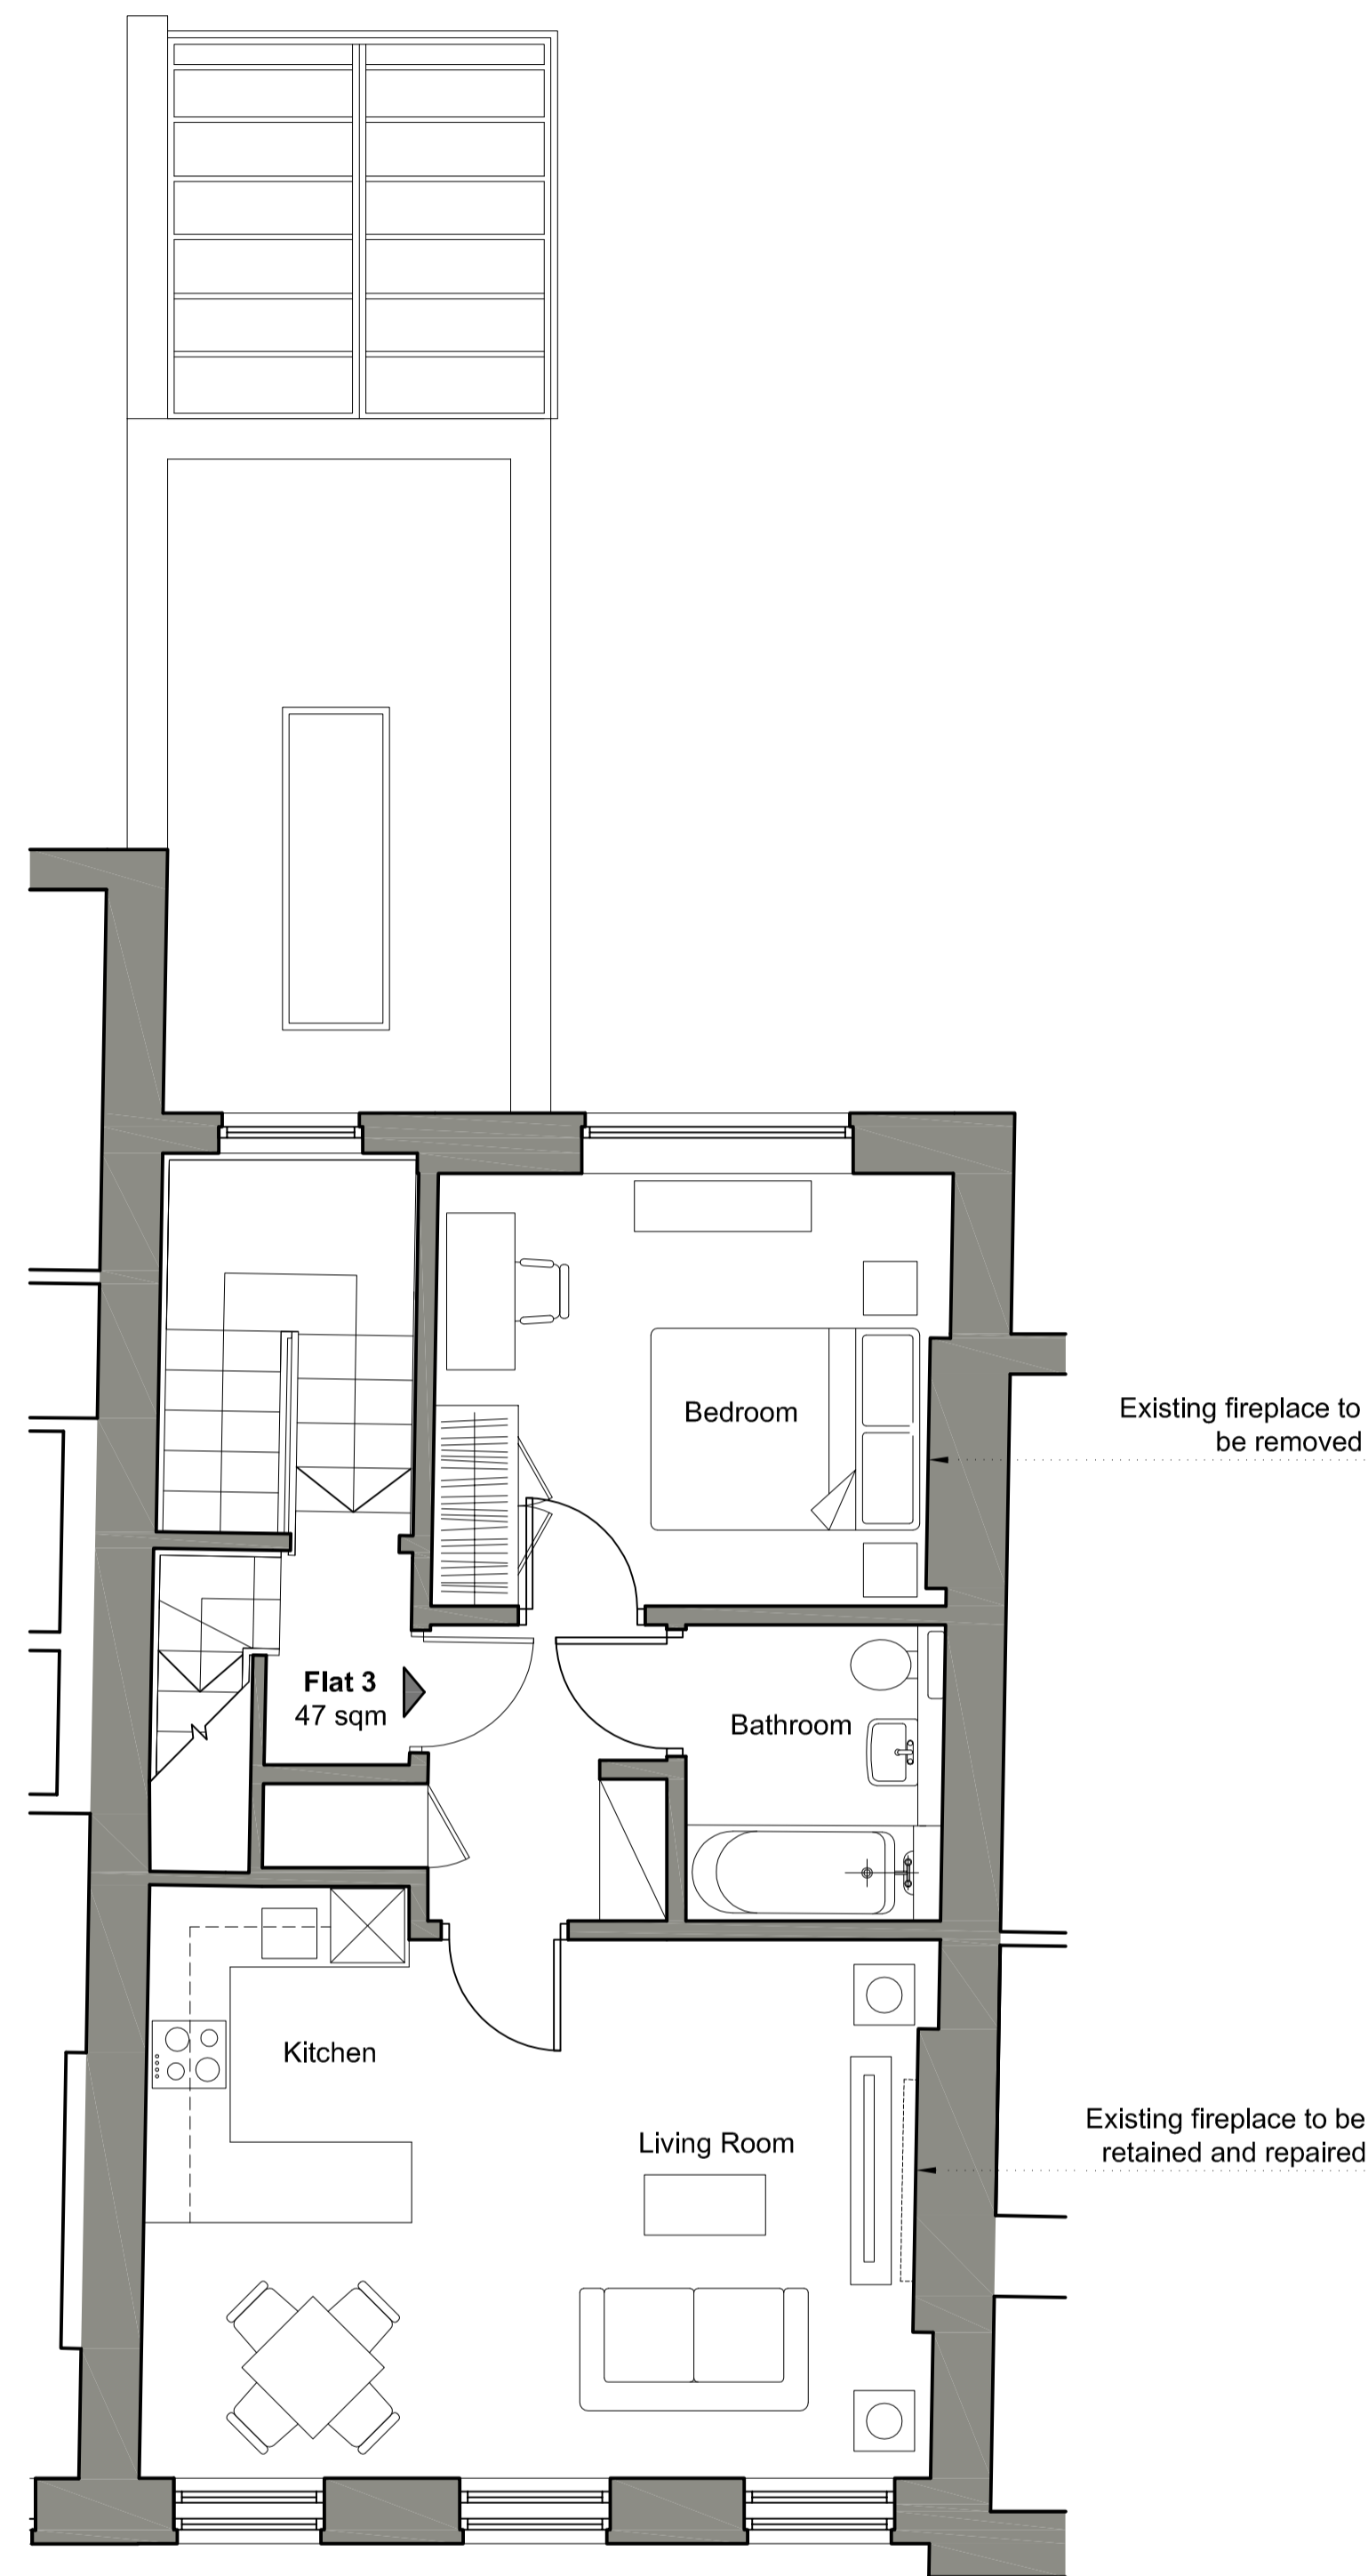 Existing fireplace to
be removed
Bedroom
Flat 3
47 sqm
Bathroom
Kitchen
Existing fireplace to be
retained and repaired
Living Room